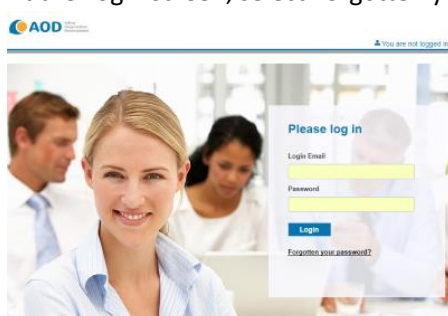 AOD
You are not logged in
Please log in
Login Email
Password
Login
Forgotten your password?